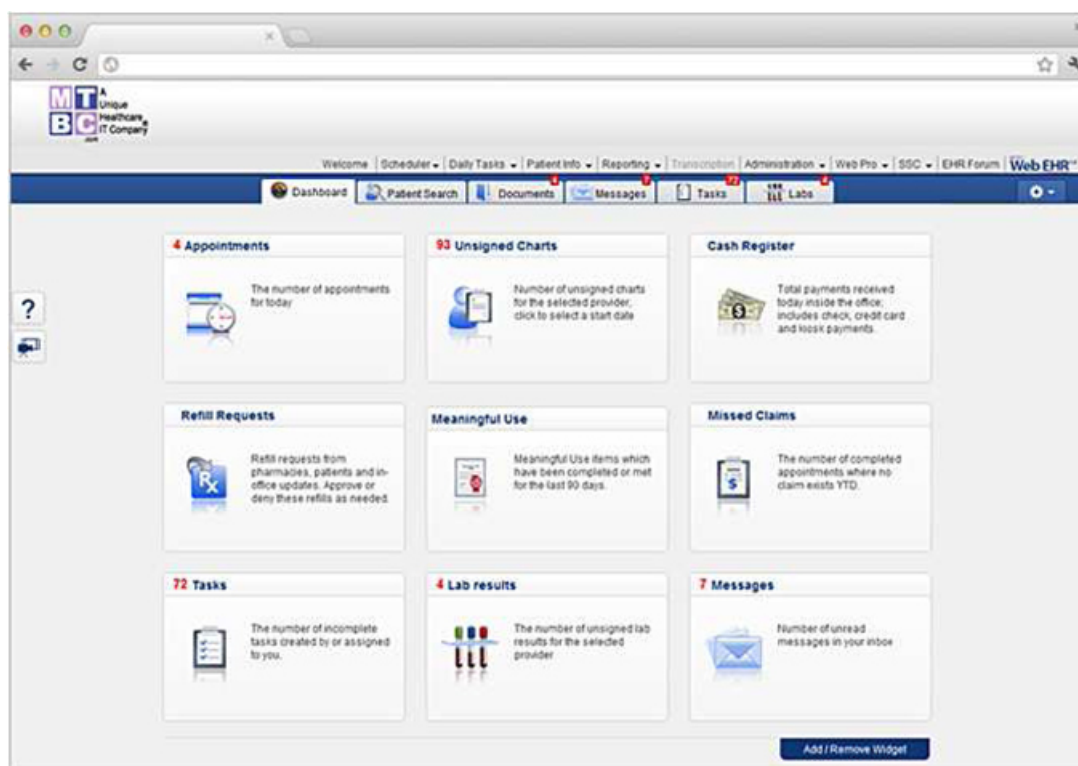 MTBC
.com
A
Unique
Healthcare
IT Company
Welcome | Scheduler | Daily Tasks | Patient Info | Reporting | Transcription | Administration | Web Pro | SSC | EHR Forum | Web EHR
Dashboard Patient Search Documents Messages 7 Tasks 72 Labs 4
4 Appointments
The number of appointments
for today
93 Unsigned Charts
Number of unsigned charts
for the selected provider,
click to select a start date
Cash Register
Total payments received
today inside the office;
includes check, credit card
and kiosk payments.
?
Refill Requests
Refill requests from
pharmacies, patients and in-
office updates. Approve or
deny these refills as needed.
Rx
Meaningful Use
Meaningful Use items which
have been completed or met
for the last 90 days.
Missed Claims
The number of completed
appointments where no
claim exists YTD.
72 Tasks
The number of incomplete
tasks created by or assigned
to you.
4 Lab results
The number of unsigned lab
results for the selected
provider
7 Messages
Number of unread
messages in your inbox
Add / Remove Widget